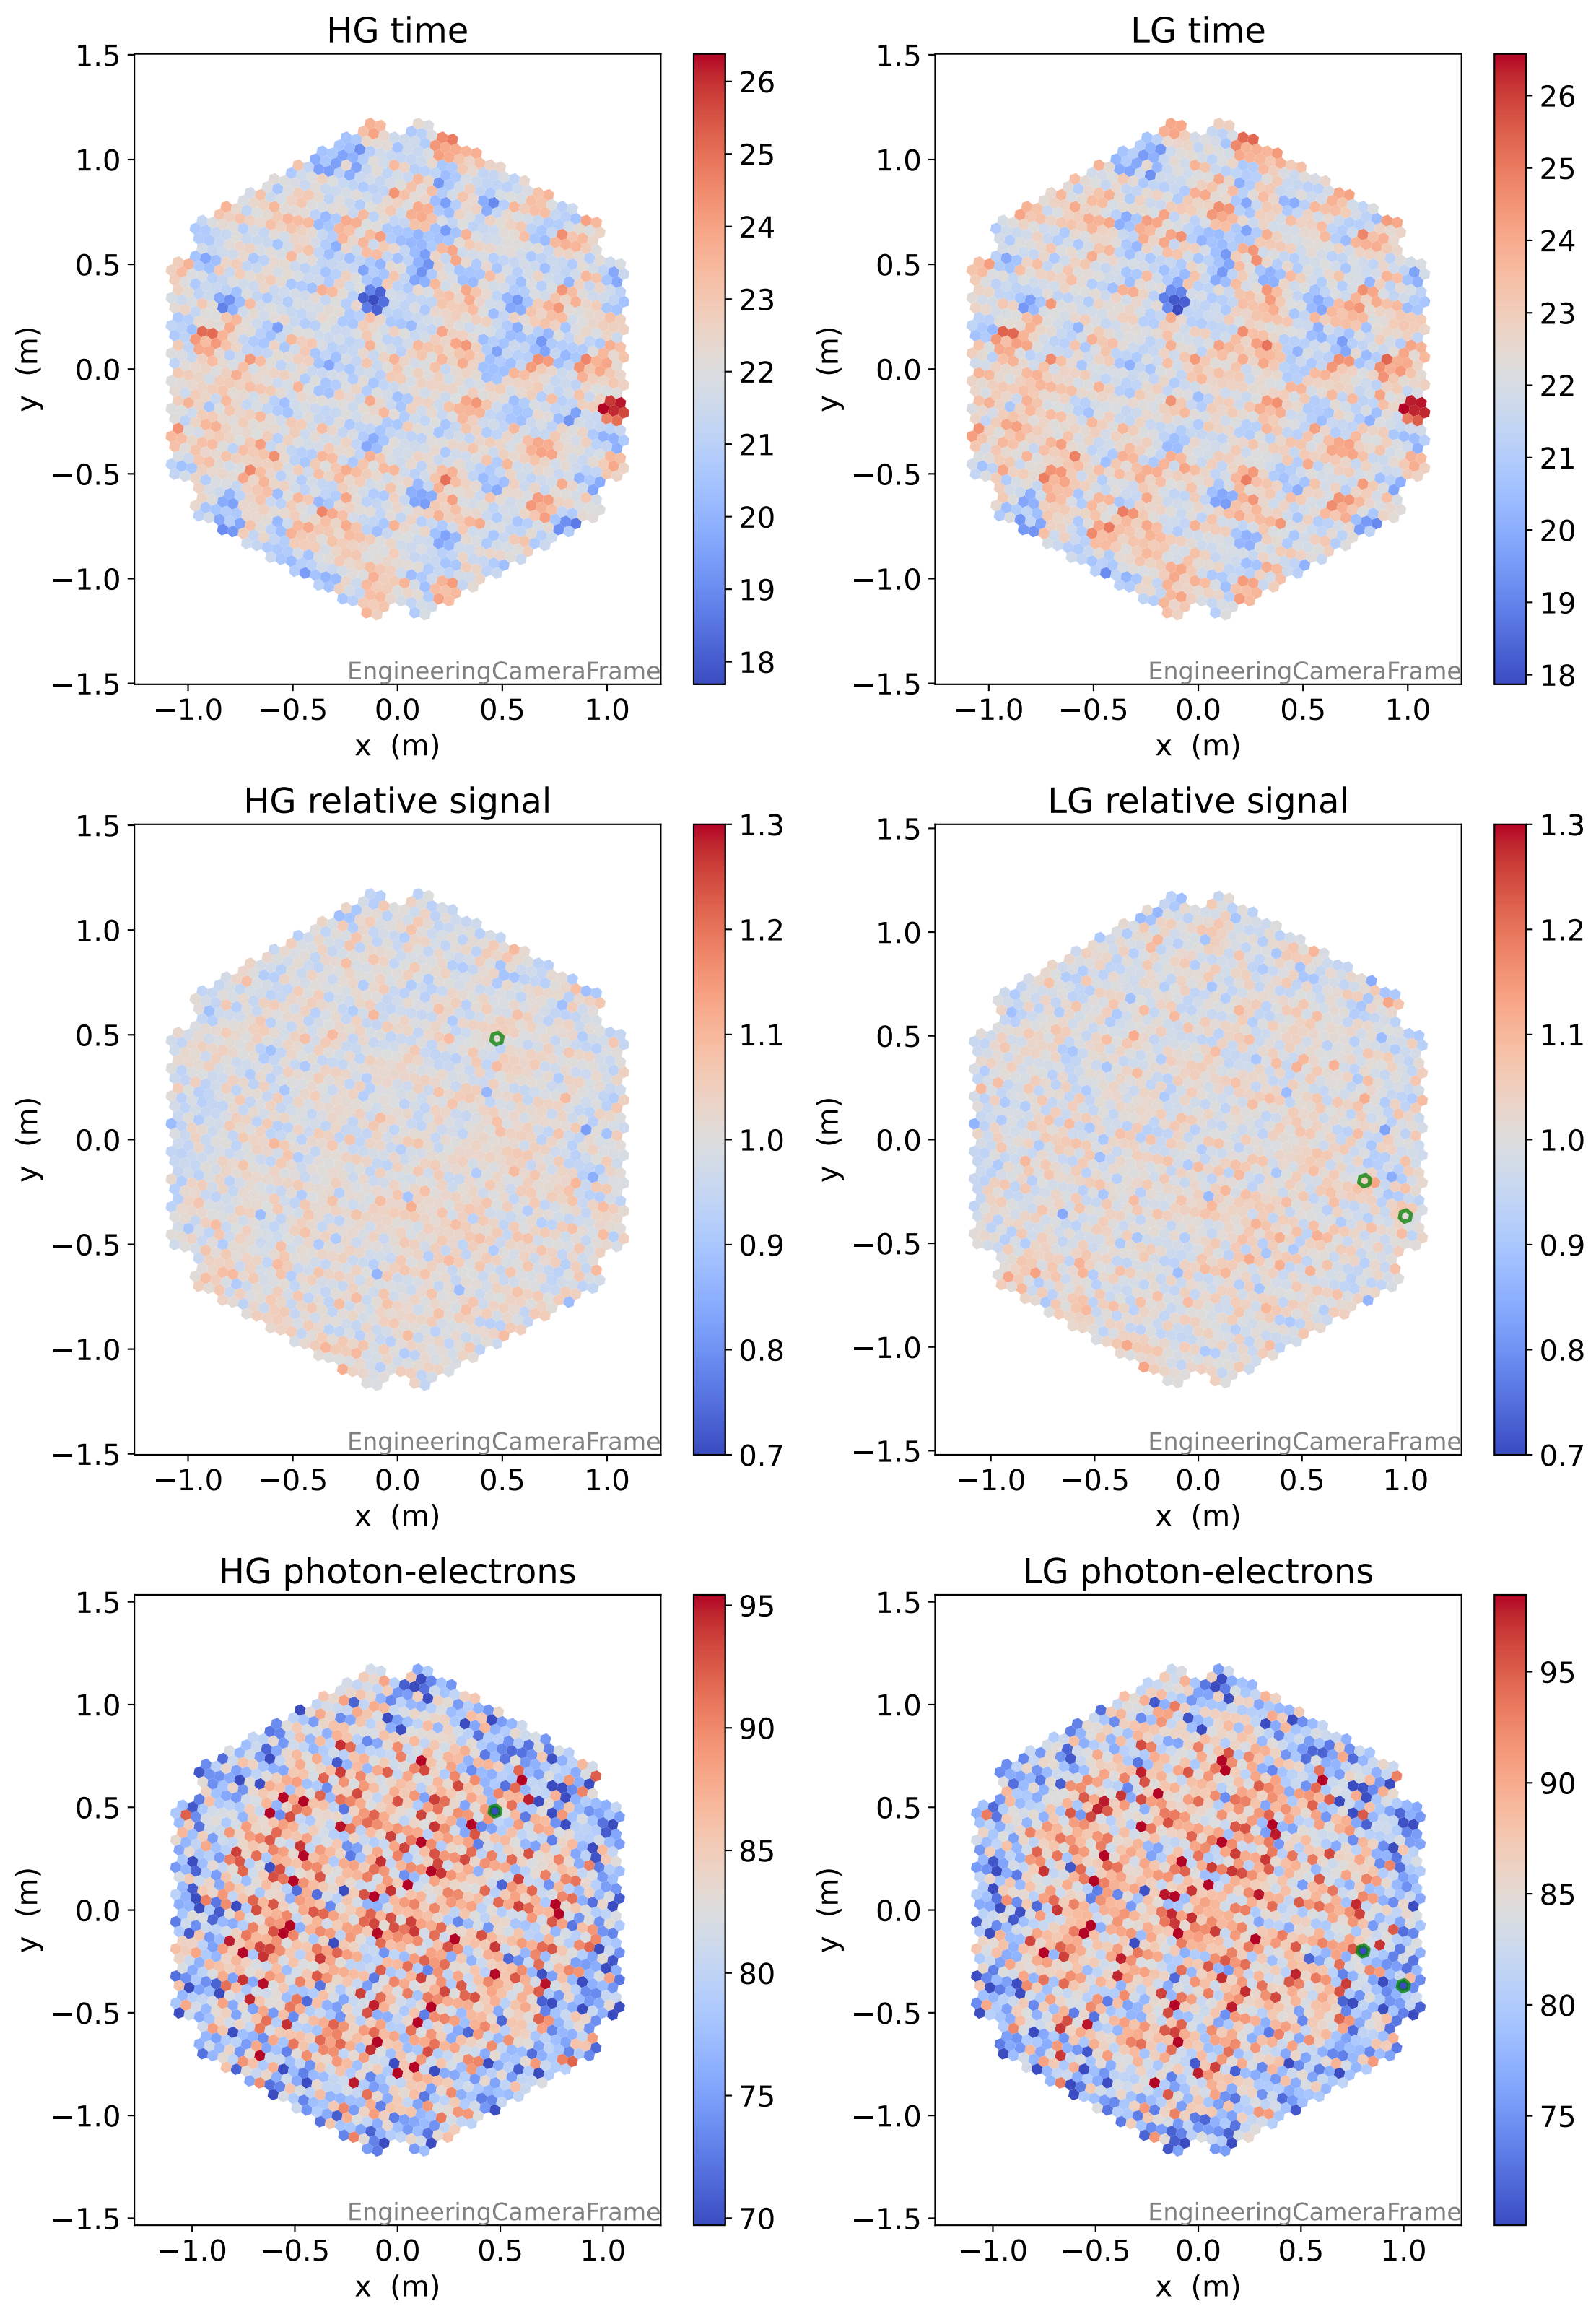 HG time
1.5
1.0
0.5
0.0
−0.5
−1.0
−1.5
y (m)
−1.0 −0.5 0.0 0.5 1.0
x (m)
EngineeringCameraFrame
26
25
24
23
22
21
20
19
18
LG time
1.5
1.0
0.5
0.0
−0.5
−1.0
−1.5
y (m)
−1.0 −0.5 0.0 0.5 1.0
x (m)
EngineeringCameraFrame
26
25
24
23
22
21
20
19
18
HG relative signal
1.5
1.0
0.5
0.0
−0.5
−1.0
−1.5
y (m)
−1.0 −0.5 0.0 0.5 1.0
x (m)
EngineeringCameraFrame
1.3
1.2
1.1
1.0
0.9
0.8
0.7
LG relative signal
1.5
1.0
0.5
0.0
−0.5
−1.0
−1.5
y (m)
−1.0 −0.5 0.0 0.5 1.0
x (m)
EngineeringCameraFrame
1.3
1.2
1.1
1.0
0.9
0.8
0.7
HG photon-electrons
1.5
1.0
0.5
0.0
−0.5
−1.0
−1.5
y (m)
−1.0 −0.5 0.0 0.5 1.0
x (m)
EngineeringCameraFrame
95
90
85
80
75
70
LG photon-electrons
1.5
1.0
0.5
0.0
−0.5
−1.0
−1.5
y (m)
−1.0 −0.5 0.0 0.5 1.0
x (m)
EngineeringCameraFrame
95
90
85
80
75